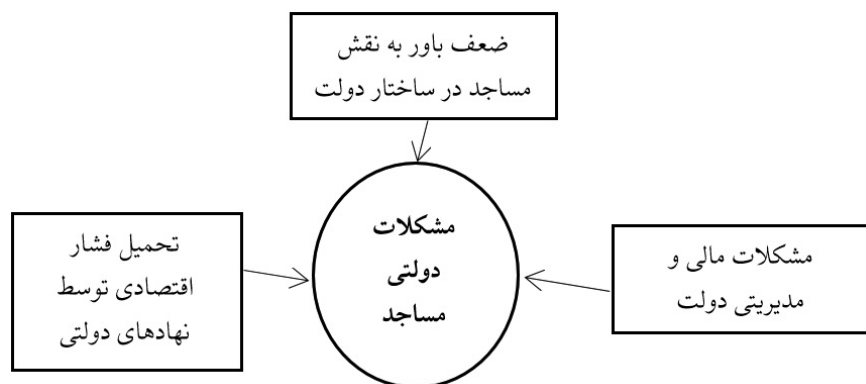 ضعف باور به نقش
مساجد در ساختار دولت
مشکلات
دولتی
مساجد
مشکلات مالی و
مدیریتی دولت
تحمیل فشار
اقتصادی توسط
نهادهای دولتی